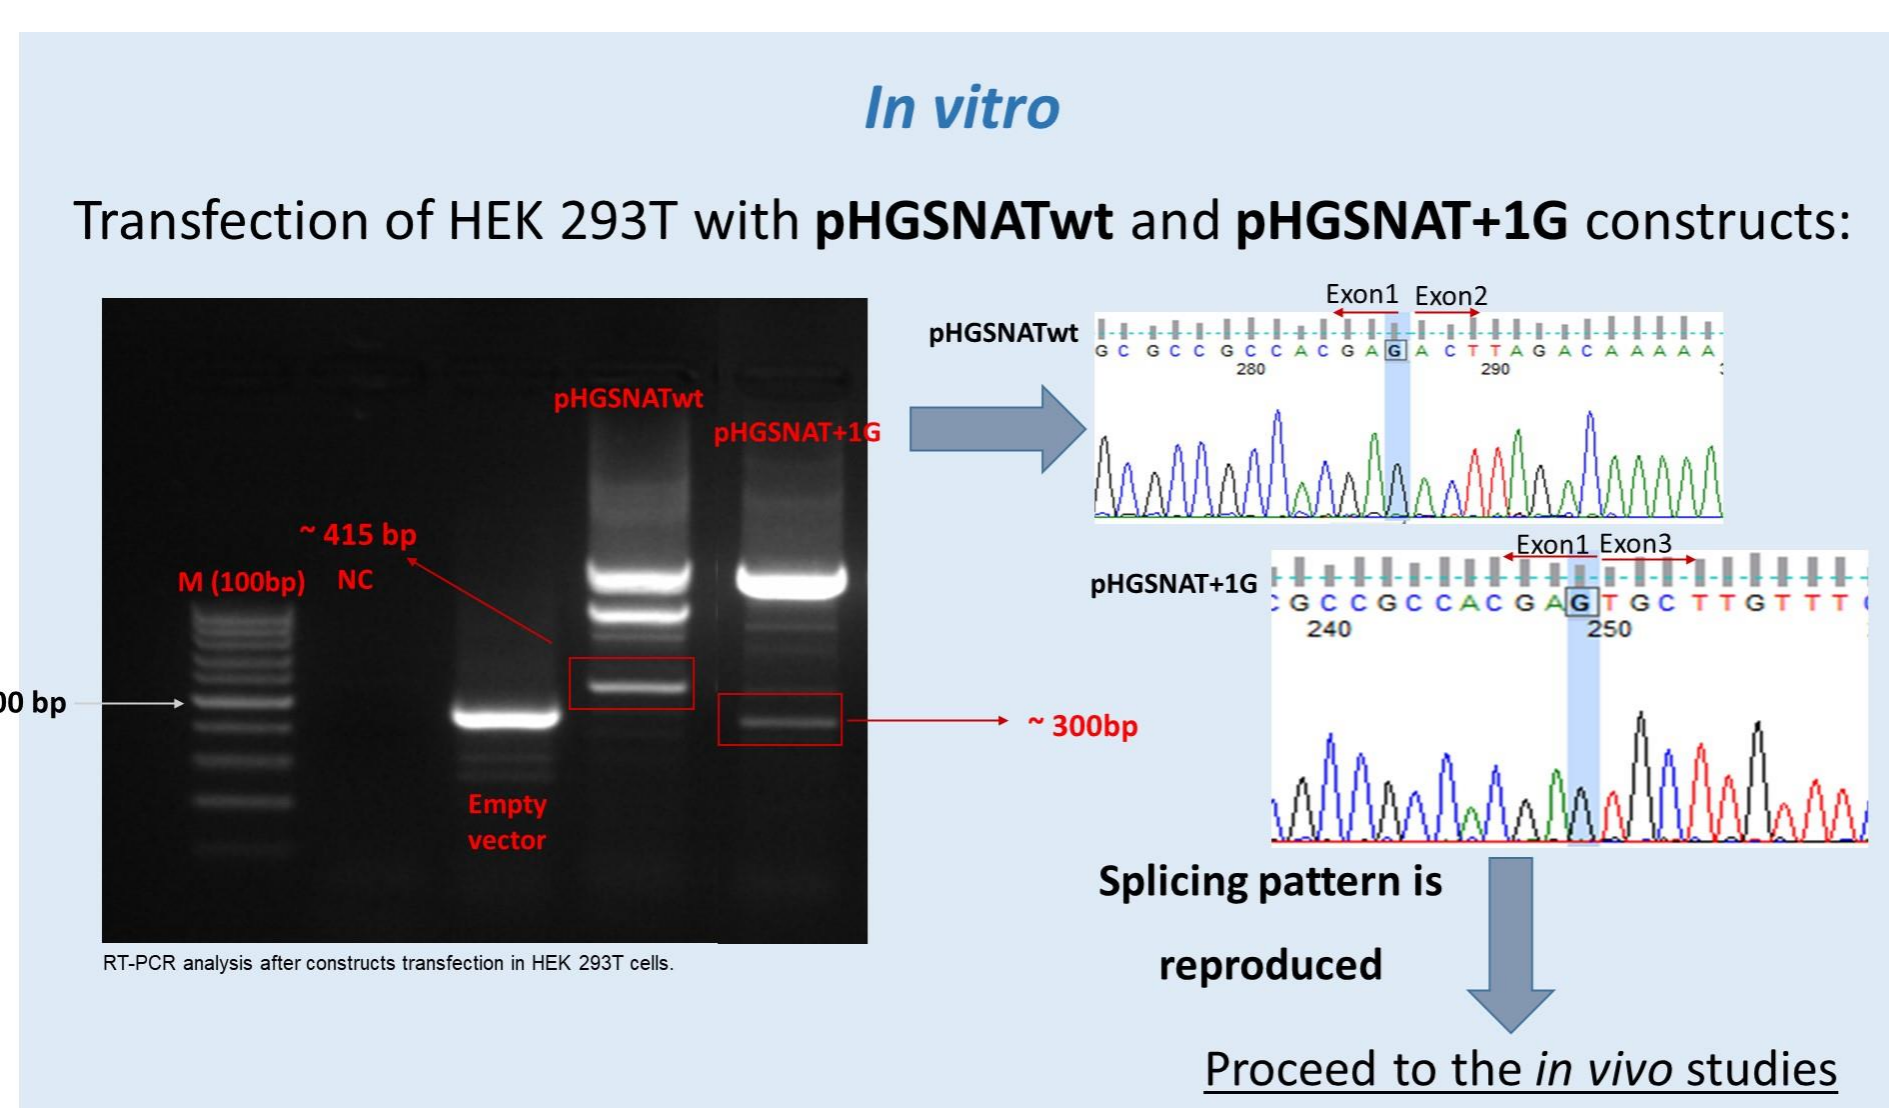 In vitro
Transfection of HEK 293T with pHGSNATwt and pHGSNAT+1G constructs:
pHGSNATwt
pHGSNAT+1G
~ 415 bp
M (100bp)
NC
00 bp
Empty
vector
~ 300bp
RT-PCR analysis after constructs transfection in HEK 293T cells.
Exon1 Exon2
pHGSNATwt
G C G C C G C C A C G A G A C T T A G A C A A A A A
280 290
Exon1 Exon3
pHGSNAT+1G
C G C C G C C A C G A G T G C T T G T T T
240 250
Splicing pattern is
reproduced
Proceed to the in vivo studies